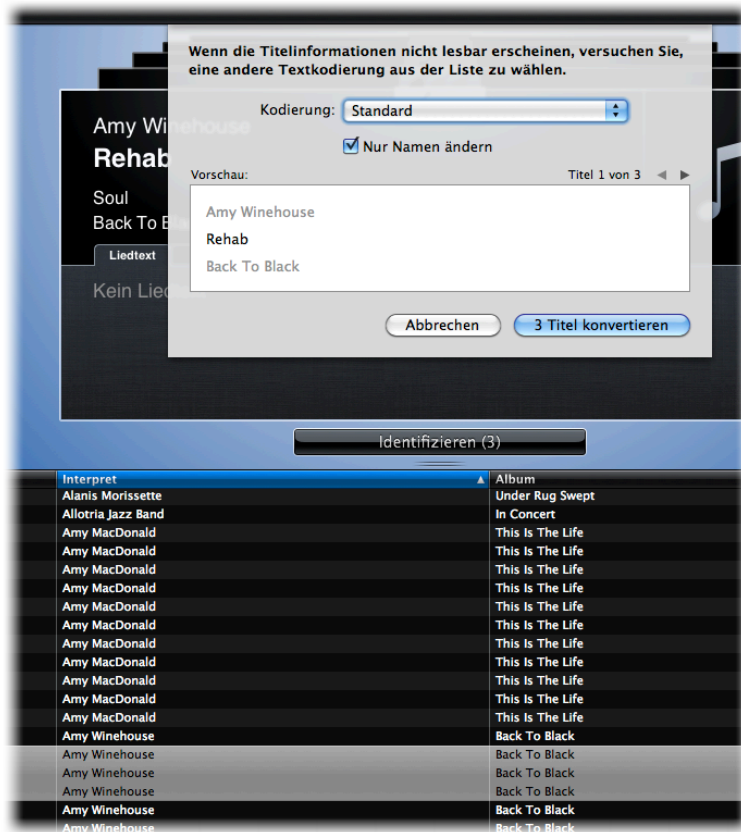 Wenn die Titelinformationen nicht lesbar erscheinen, versuchen Sie,
eine andere Textkodierung aus der Liste zu wählen.
Kodierung: Standard
Nur Namen ändern
Vorschau: Titel 1 von 3
Amy Winehouse
Rehab
Back To Black
Abbrechen 3 Titel konvertieren
Amy Winehouse
Rehab
Soul
Back To B
Liedtext
Kein Liedtext
Identifizieren (3)
Interpret Album
Alanis Morissette Under Rug Swept
Allotria Jazz Band In Concert
Amy MacDonald This Is The Life
Amy MacDonald This Is The Life
Amy MacDonald This Is The Life
Amy MacDonald This Is The Life
Amy MacDonald This Is The Life
Amy MacDonald This Is The Life
Amy MacDonald This Is The Life
Amy MacDonald This Is The Life
Amy MacDonald This Is The Life
Amy MacDonald This Is The Life
Amy MacDonald This Is The Life
Amy Winehouse Back To Black
Amy Winehouse Back To Black
Amy Winehouse Back To Black
Amy Winehouse Back To Black
Amy Winehouse Back To Black
Amy Winehouse Back To Black